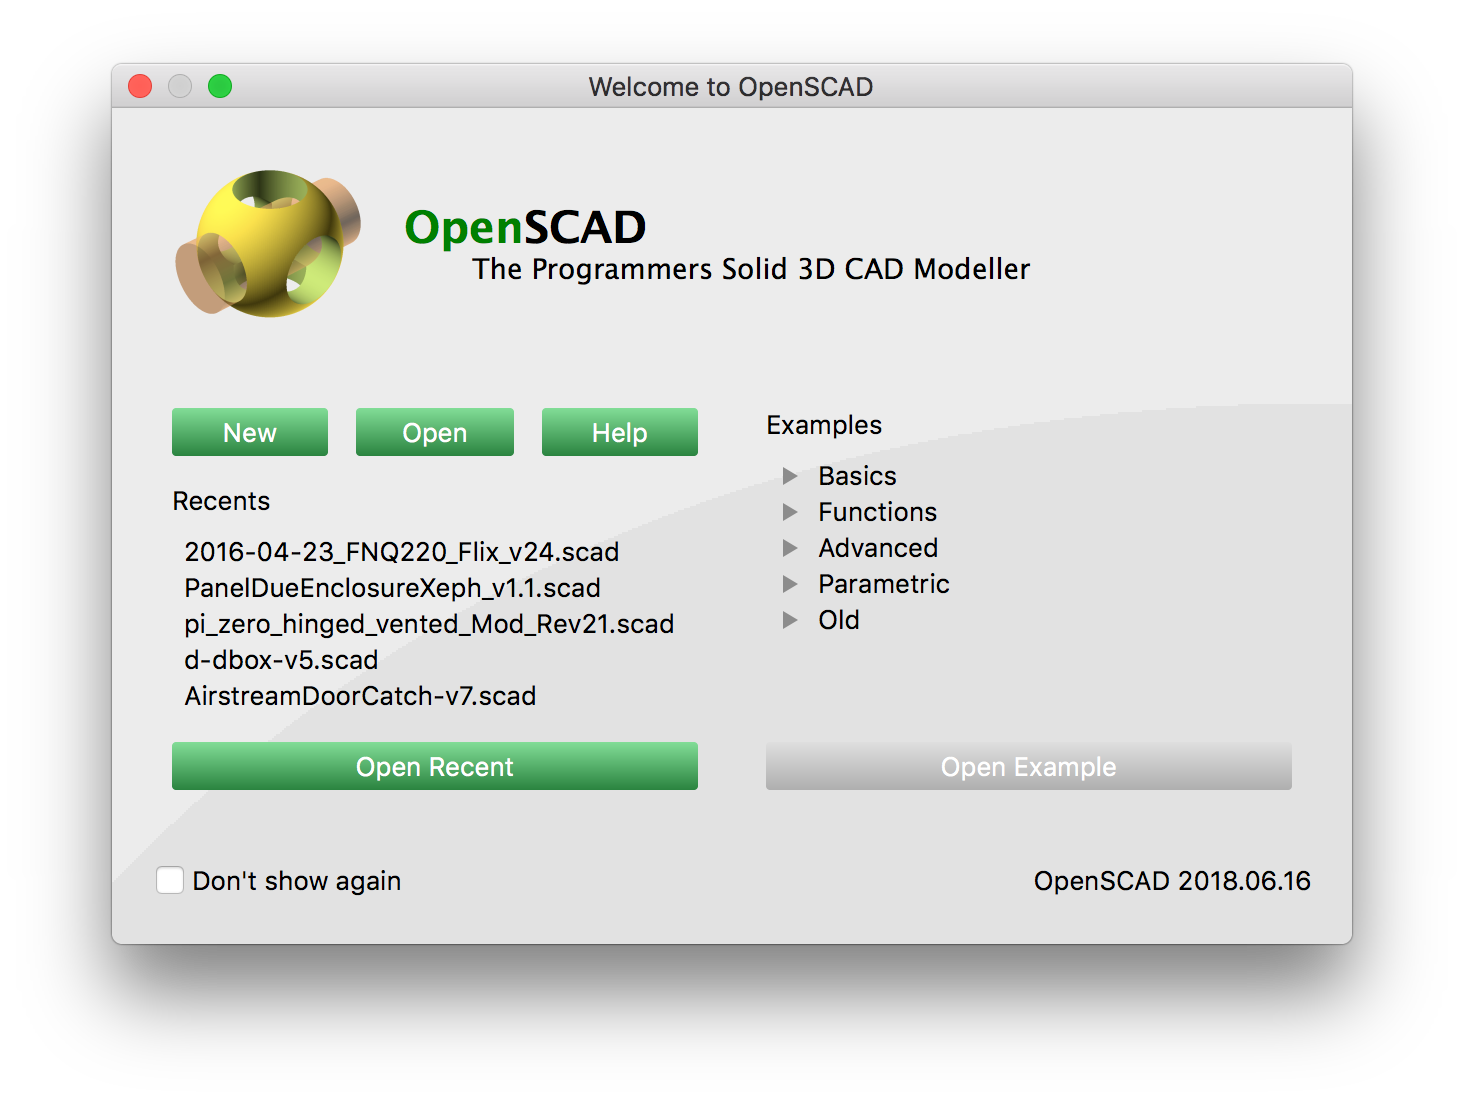 Welcome to OpenSCAD
OpenSCAD
The Programmers Solid 3D CAD Modeller
New
Open
Help
Recents
2016-04-23_FNQ220_Flix_v24.scad
PanelDueEnclosureXeph_v1.1.scad
pi_zero_hinged_vented_Mod_Rev21.scad
d-dbox-v5.scad
AirstreamDoorCatch-v7.scad
Open Recent
Examples
Basics
Functions
Advanced
Parametric
Old
Open Example
Don't show again
OpenSCAD 2018.06.16